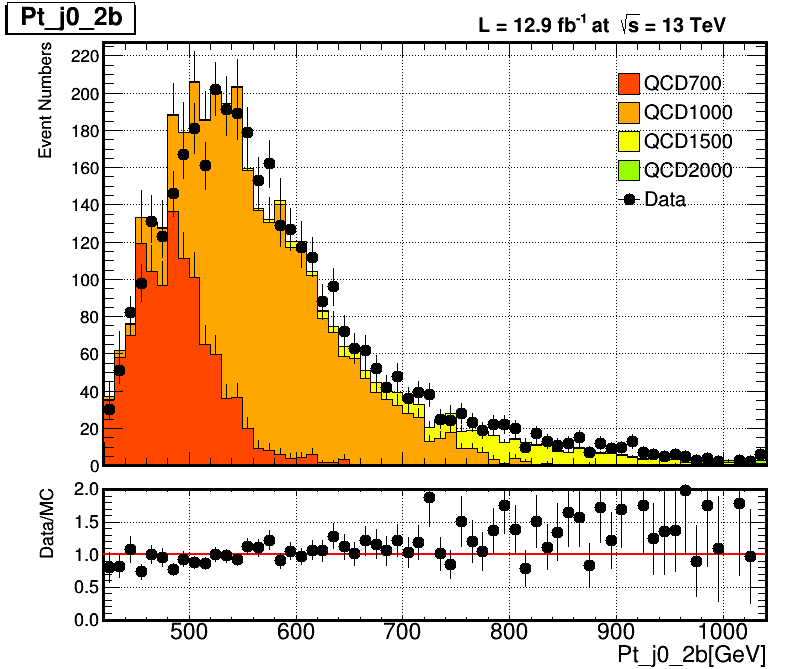 Pt_j0_2b
L = 12.9 fb⁻¹ at √s = 13 TeV
Event Numbers
220
200
180
160
140
120
100
80
60
40
20
0
QCD700
QCD1000
QCD1500
QCD2000
Data
Data/MC
2.0
1.5
1.0
0.5
0.0
500 600 700 800 900 1000
Pt_j0_2b[GeV]